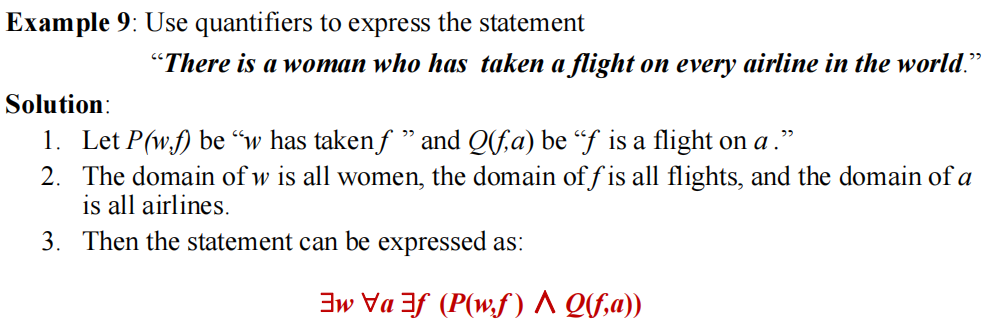 Example 9: Use quantifiers to express the statement
“There is a woman who has taken a flight on every airline in the world.”
Solution:
1. Let P(w,f) be “w has taken f ” and Q(f,a) be “f is a flight on a .”
2. The domain of w is all women, the domain of f is all flights, and the domain of a
is all airlines.
3. Then the statement can be expressed as:
∃w ∀a ∃f (P(w,f ) ∧ Q(f,a))